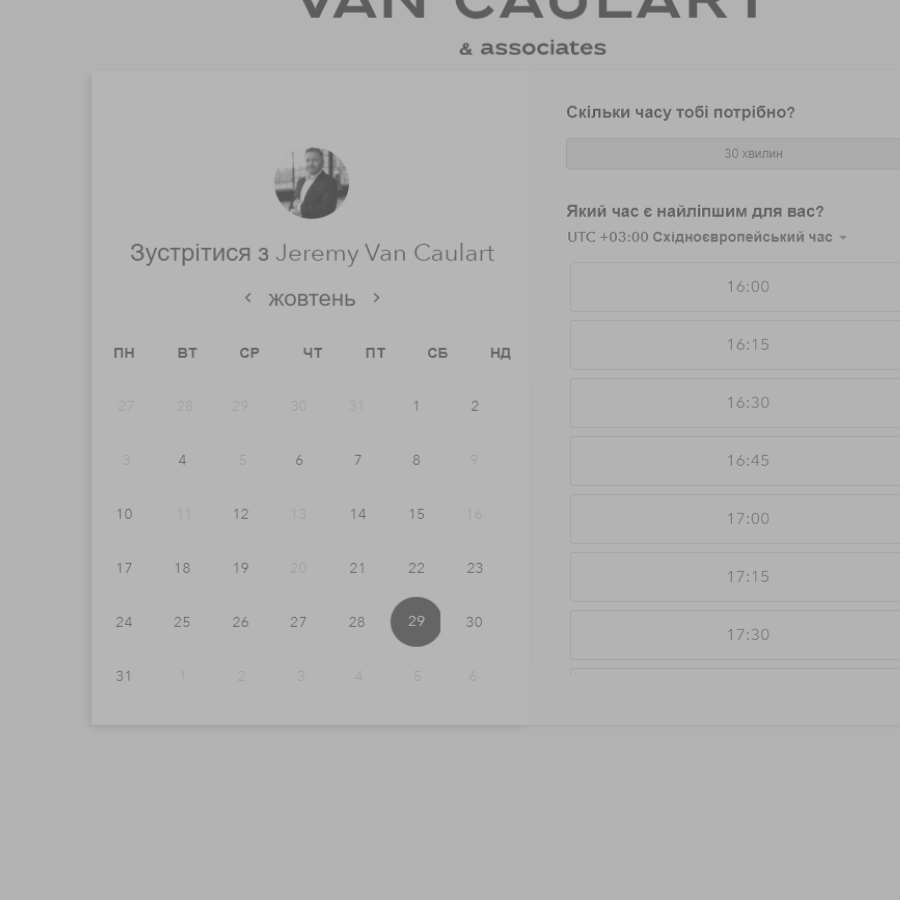 VAN CAULART
& associates
Зустрітися з Jeremy Van Caulart
жовтень
ПН ВТ СР ЧТ ПТ СБ НД
27 28 29 30 31 1 2
3 4 5 6 7 8 9
10 11 12 13 14 15 16
17 18 19 20 21 22 23
24 25 26 27 28 29 30
31 1 2 3 4 5 6
Скільки часу тобі потрібно?
30 хвилин
Який час є найліпшим для вас?
UTC +03:00 Східноєвропейський час
16:00
16:15
16:30
16:45
17:00
17:15
17:30